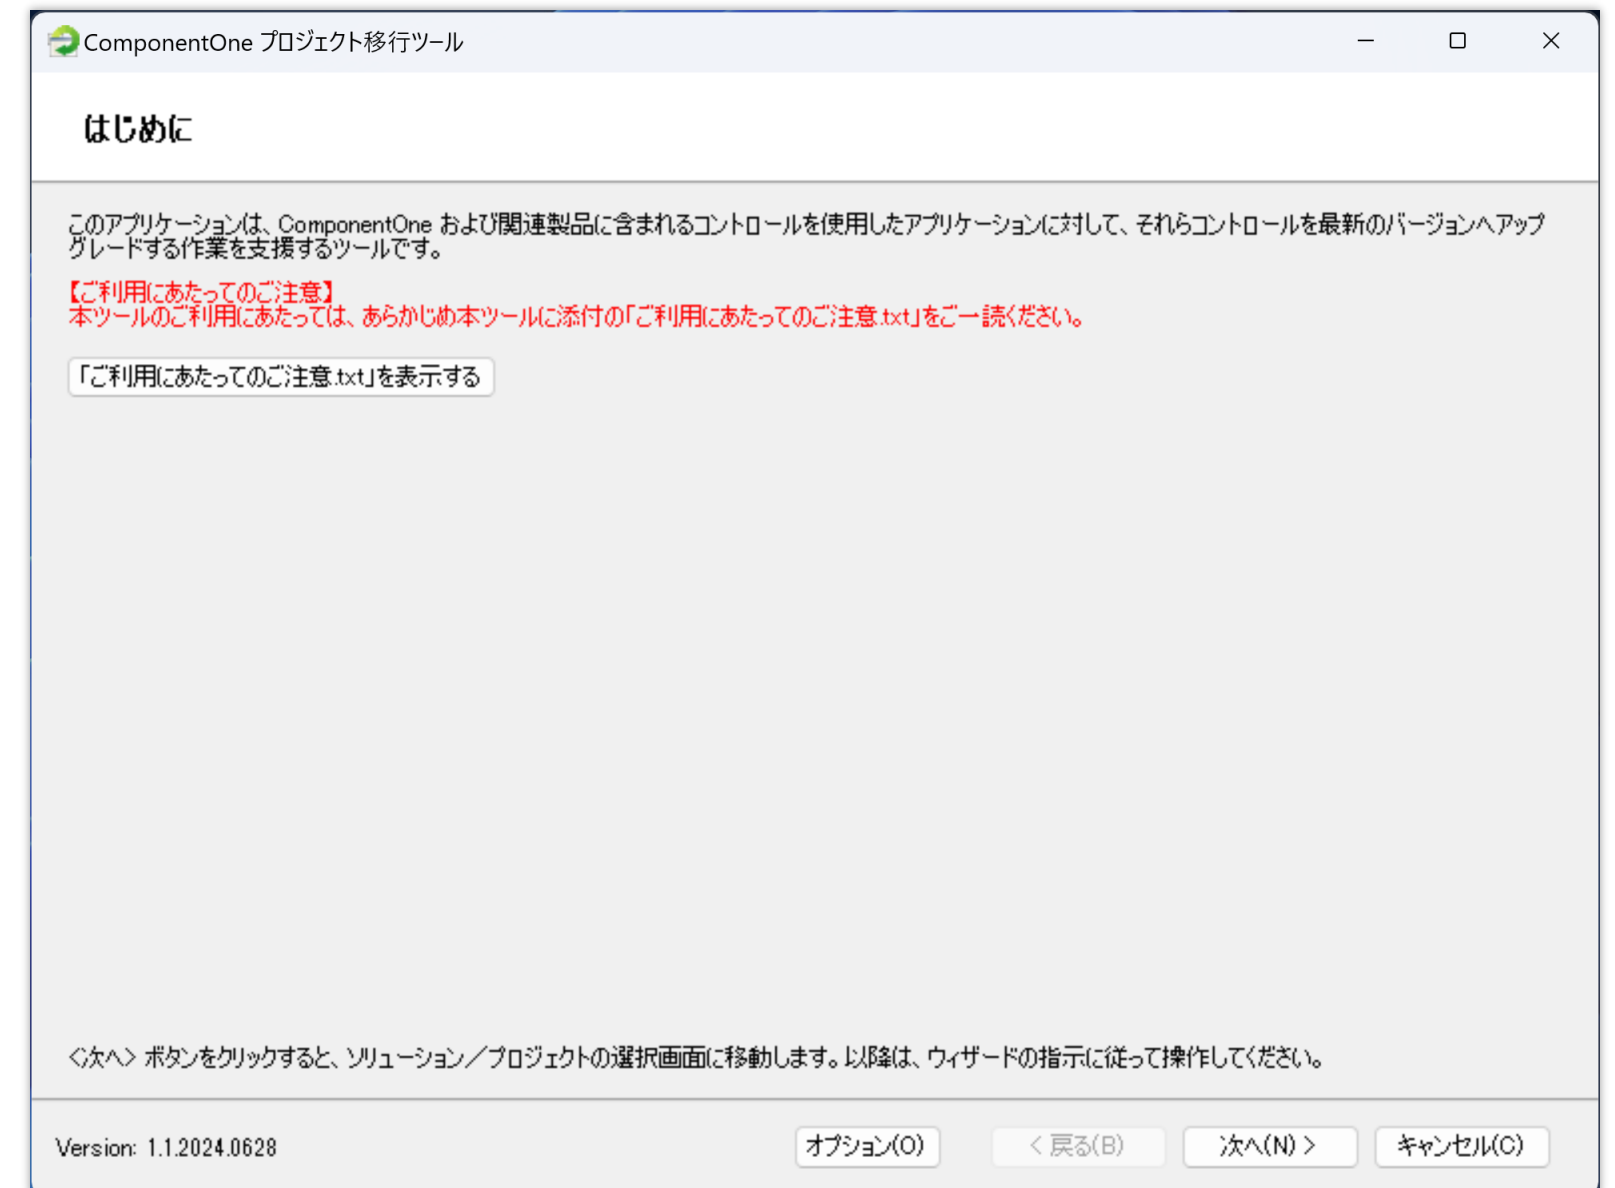 ComponentOne プロジェクト移行ツール
はじめに
このアプリケーションは、ComponentOne および関連製品に含まれるコントロールを使用したアプリケーションに対して、それらコントロールを最新のバージョンへアップ
グレードする作業を支援するツールです。
【ご利用にあたってのご注意】
本ツールのご利用にあたっては、あらかじめ本ツールに添付の「ご利用にあたってのご注意.txt」をご一読ください。
「ご利用にあたってのご注意.txt」を表示する
<次へ> ボタンをクリックすると、ソリューション／プロジェクトの選択画面に移動します。以降は、ウィザードの指示に従って操作してください。
Version: 1.1.2024.0628 オプション(O) < 戻る(B) 次へ(N) > キャンセル(C)